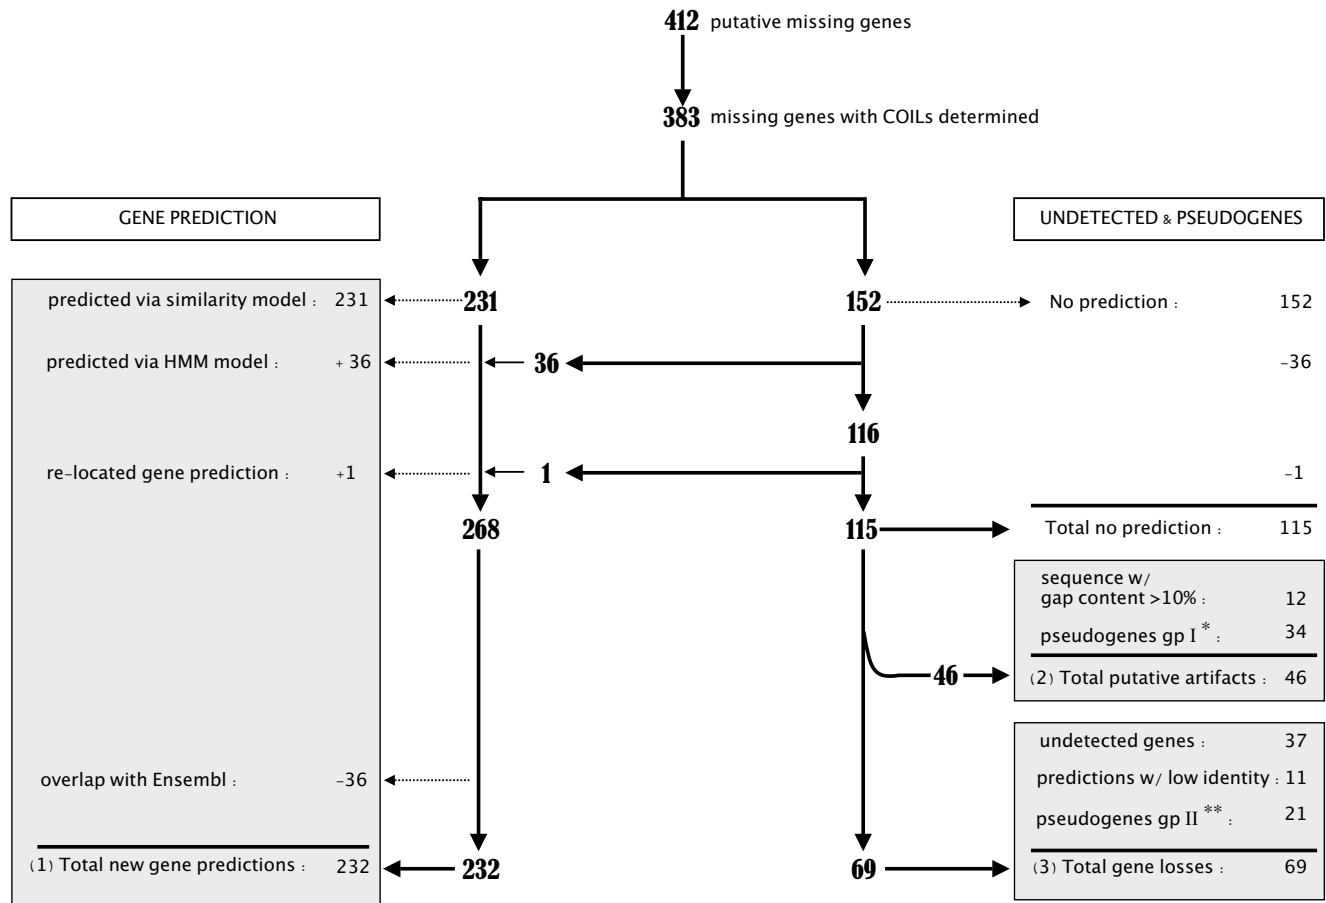 412 putative missing genes
383 missing genes with COILs determined
GENE PREDICTION
UNDETECTED & PSEUDOGENES
predicted via similarity model : 231
231
152
No prediction : 152
predicted via HMM model : + 36
36
-36
116
re-located gene prediction : +1
1
-1
268
115
Total no prediction : 115
sequence w/
gap content >10% : 12
pseudogenes gp I * : 34
46
(2) Total putative artifacts : 46
undetected genes : 37
overlap with Ensembl : -36
predictions w/ low identity : 11
pseudogenes gp II ** : 21
(1) Total new gene predictions : 232
232
69
(3) Total gene losses : 69